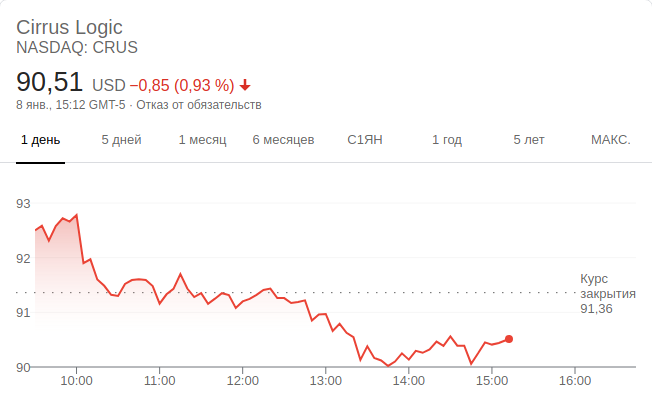 Cirrus Logic
NASDAQ: CRUS
90,51 USD −0,85 (0,93 %)
8 янв., 15:12 GMT-5 · Отказ от обязательств
1 день 5 дней 1 месяц 6 месяцев С1ЯН 1 год 5 лет МАКС.
93
92
Курс
закрытия
91,36
91
90
10:00 11:00 12:00 13:00 14:00 15:00 16:00